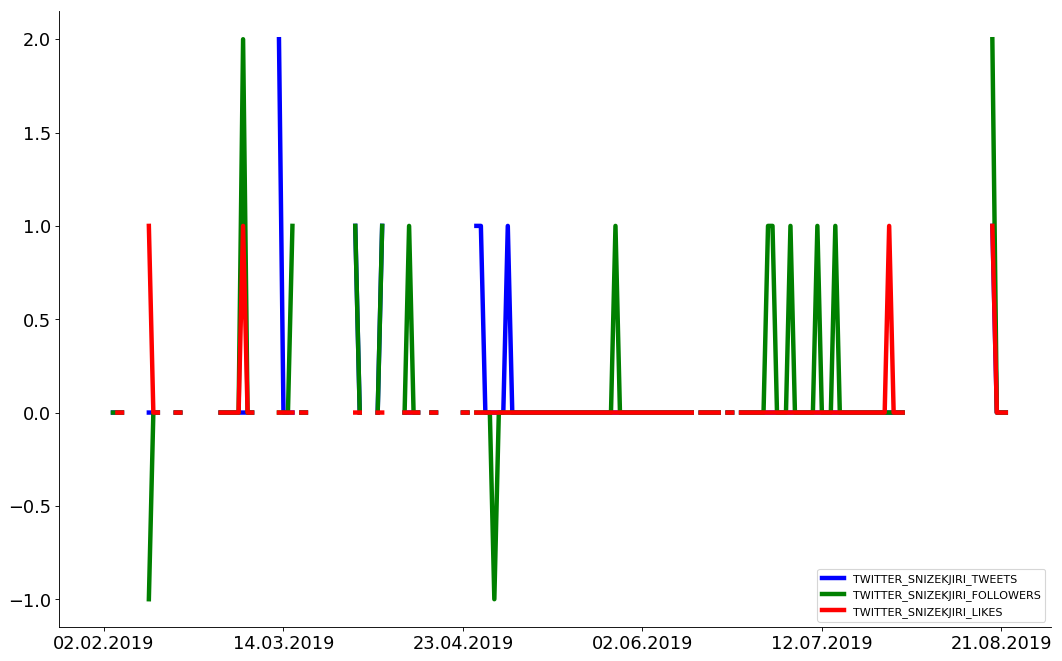 2.0
1.5
1.0
0.5
0.0
−0.5
−1.0
02.02.2019 14.03.2019 23.04.2019 02.06.2019 12.07.2019 21.08.2019
TWITTER_SNIZEKJIRI_TWEETS
TWITTER_SNIZEKJIRI_FOLLOWERS
TWITTER_SNIZEKJIRI_LIKES